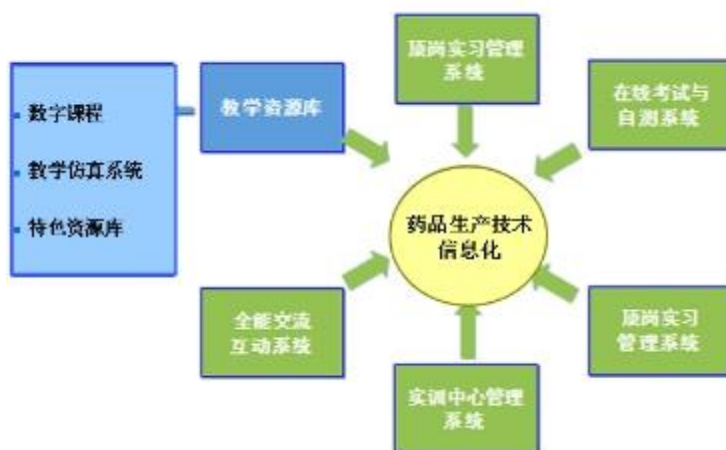 顶岗实习管理
系统
数字课程
教学仿真系统
特色资源库
教学资源库
在线考试与
自测系统
药品生产技术
信息化
全能交流
互动系统
顶岗实习
管理系统
实训中心管理
系统